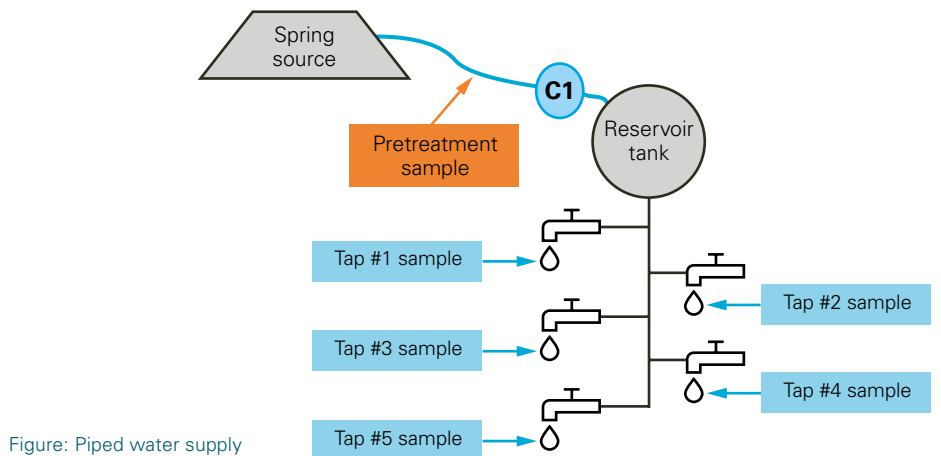 Spring
source
C1
Pretreatment
sample
Reservoir
tank
Tap #1 sample
Tap #2 sample
Tap #3 sample
Tap #4 sample
Tap #5 sample
Figure: Piped water supply